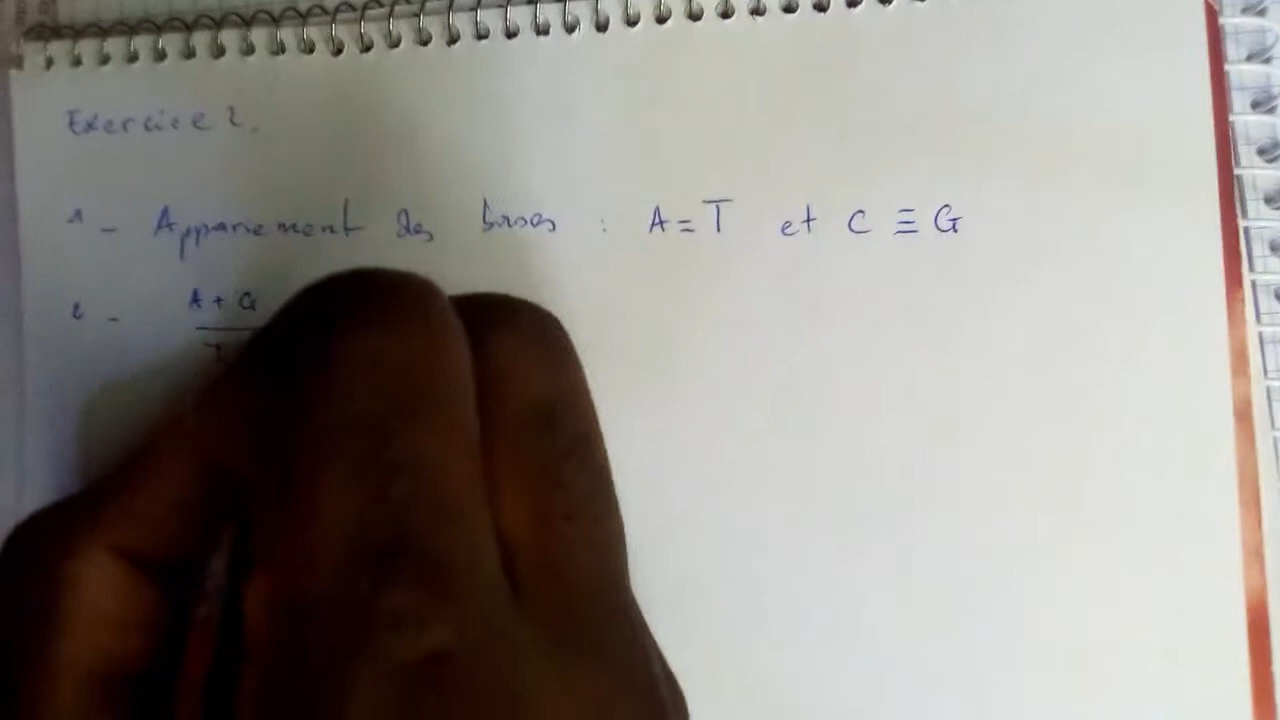 Exercice 2.
1 - Appariement des bases : A = T et C ≡ G
2 - A + G
T